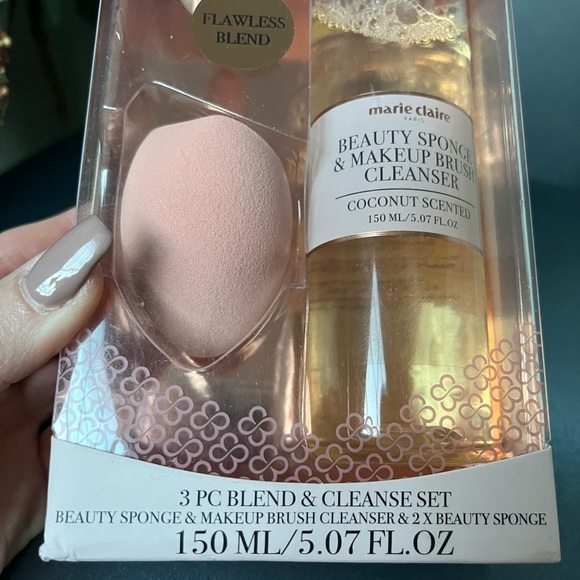 FLAWLESS
BLEND
marie claire
PARIS
BEAUTY SPONGE
& MAKEUP BRUSH
CLEANSER
COCONUT SCENTED
150 ML/5.07 FL.OZ
3 PC BLEND & CLEANSE SET
BEAUTY SPONGE & MAKEUP BRUSH CLEANSER & 2 X BEAUTY SPONGE
150 ML/5.07 FL.OZ